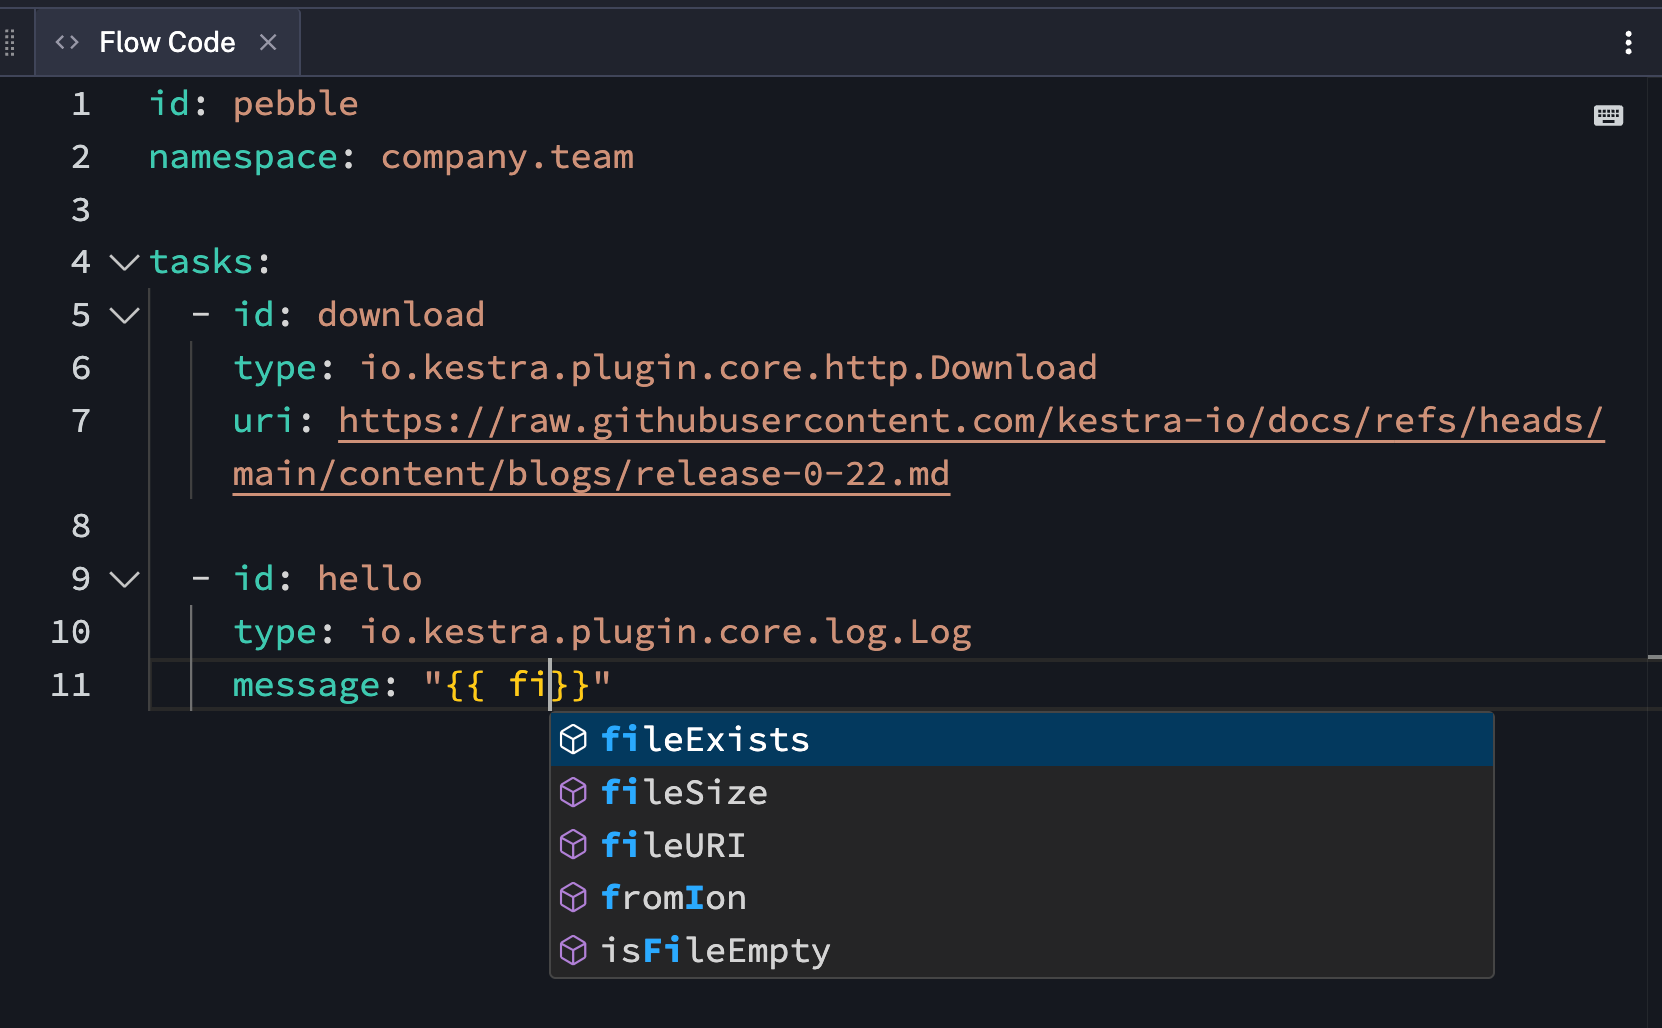 Flow Code
1 id: pebble
2 namespace: company.team
3
4 tasks:
5 - id: download
6 type: io.kestra.plugin.core.http.Download
7 uri: https://raw.githubusercontent.com/kestra-io/docs/refs/heads/
main/content/blogs/release-0-22.md
8
9 - id: hello
10 type: io.kestra.plugin.core.log.Log
11 message: "{{ fi}}"
fileExists
fileSize
fileURI
fromIon
isFileEmpty